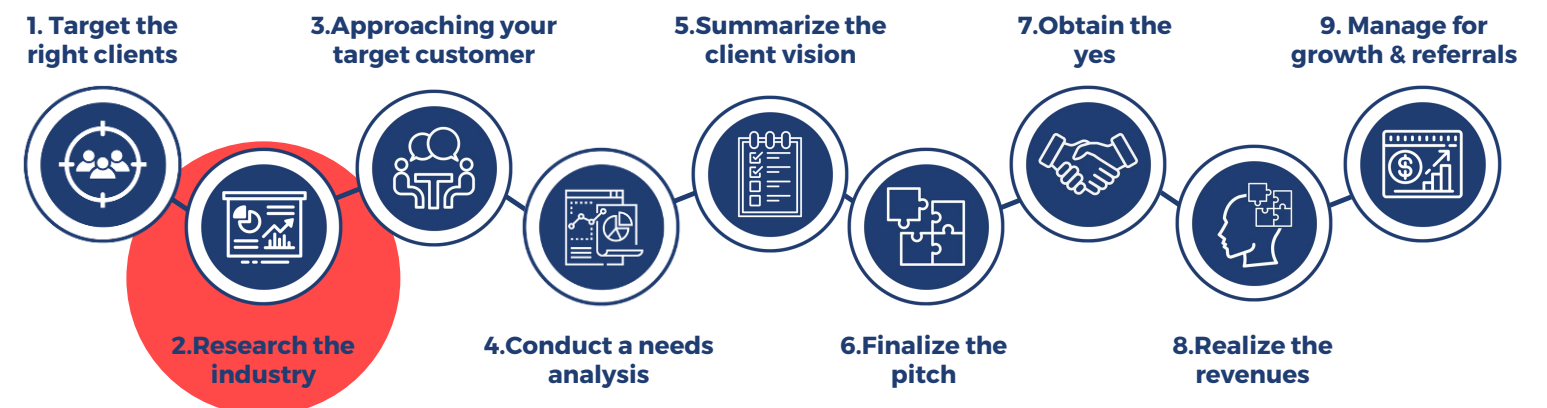 1. Target the
right clients
2.Research the
industry
3.Approaching your
target customer
4.Conduct a needs
analysis
5.Summarize the
client vision
6.Finalize the
pitch
7.Obtain the
yes
8.Realize the
revenues
9. Manage for
growth & referrals